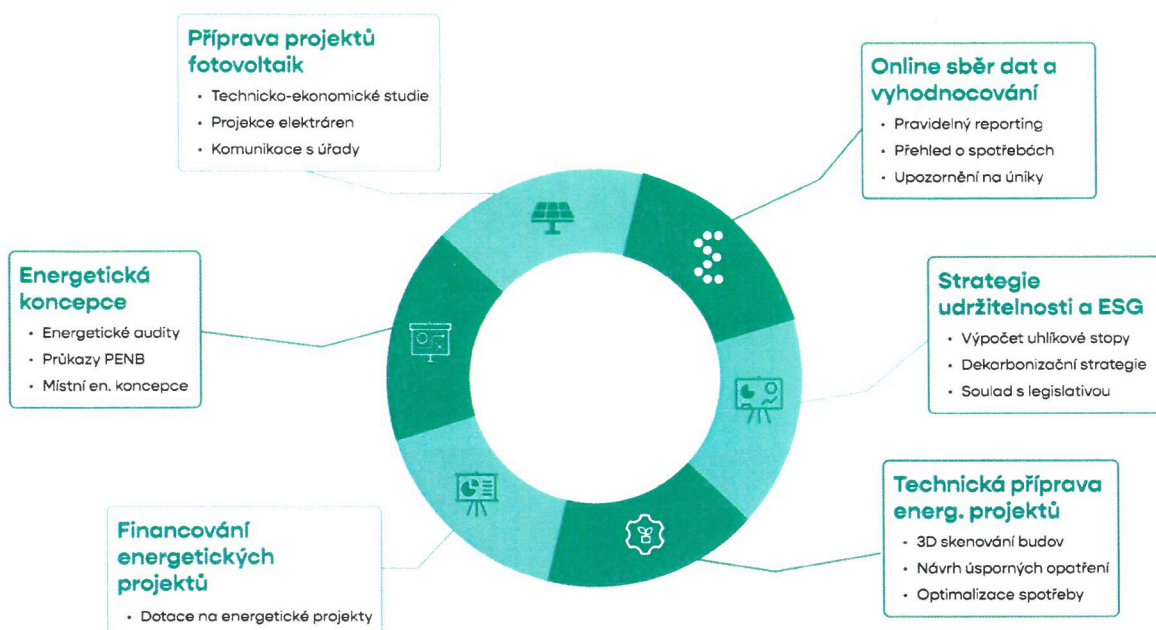 Příprava projektů
fotovoltaik
• Technicko-ekonomické studie
• Projekce elektráren
• Komunikace s úřady
Online sběr dat a
vyhodnocování
• Pravidelný reporting
• Přehled o spotřebách
• Upozornění na úniky
Energetická
koncepce
• Energetické audity
• Průkazy PENB
• Místní en. koncepce
Strategie
udržitelnosti a ESG
• Výpočet uhlíkové stopy
• Dekarbonizační strategie
• Soulad s legislativou
Financování
energetických
projektů
• Dotace na energetické projekty
Technická příprava
energ. projektů
• 3D skenování budov
• Návrh úsporných opatření
• Optimalizace spotřeby